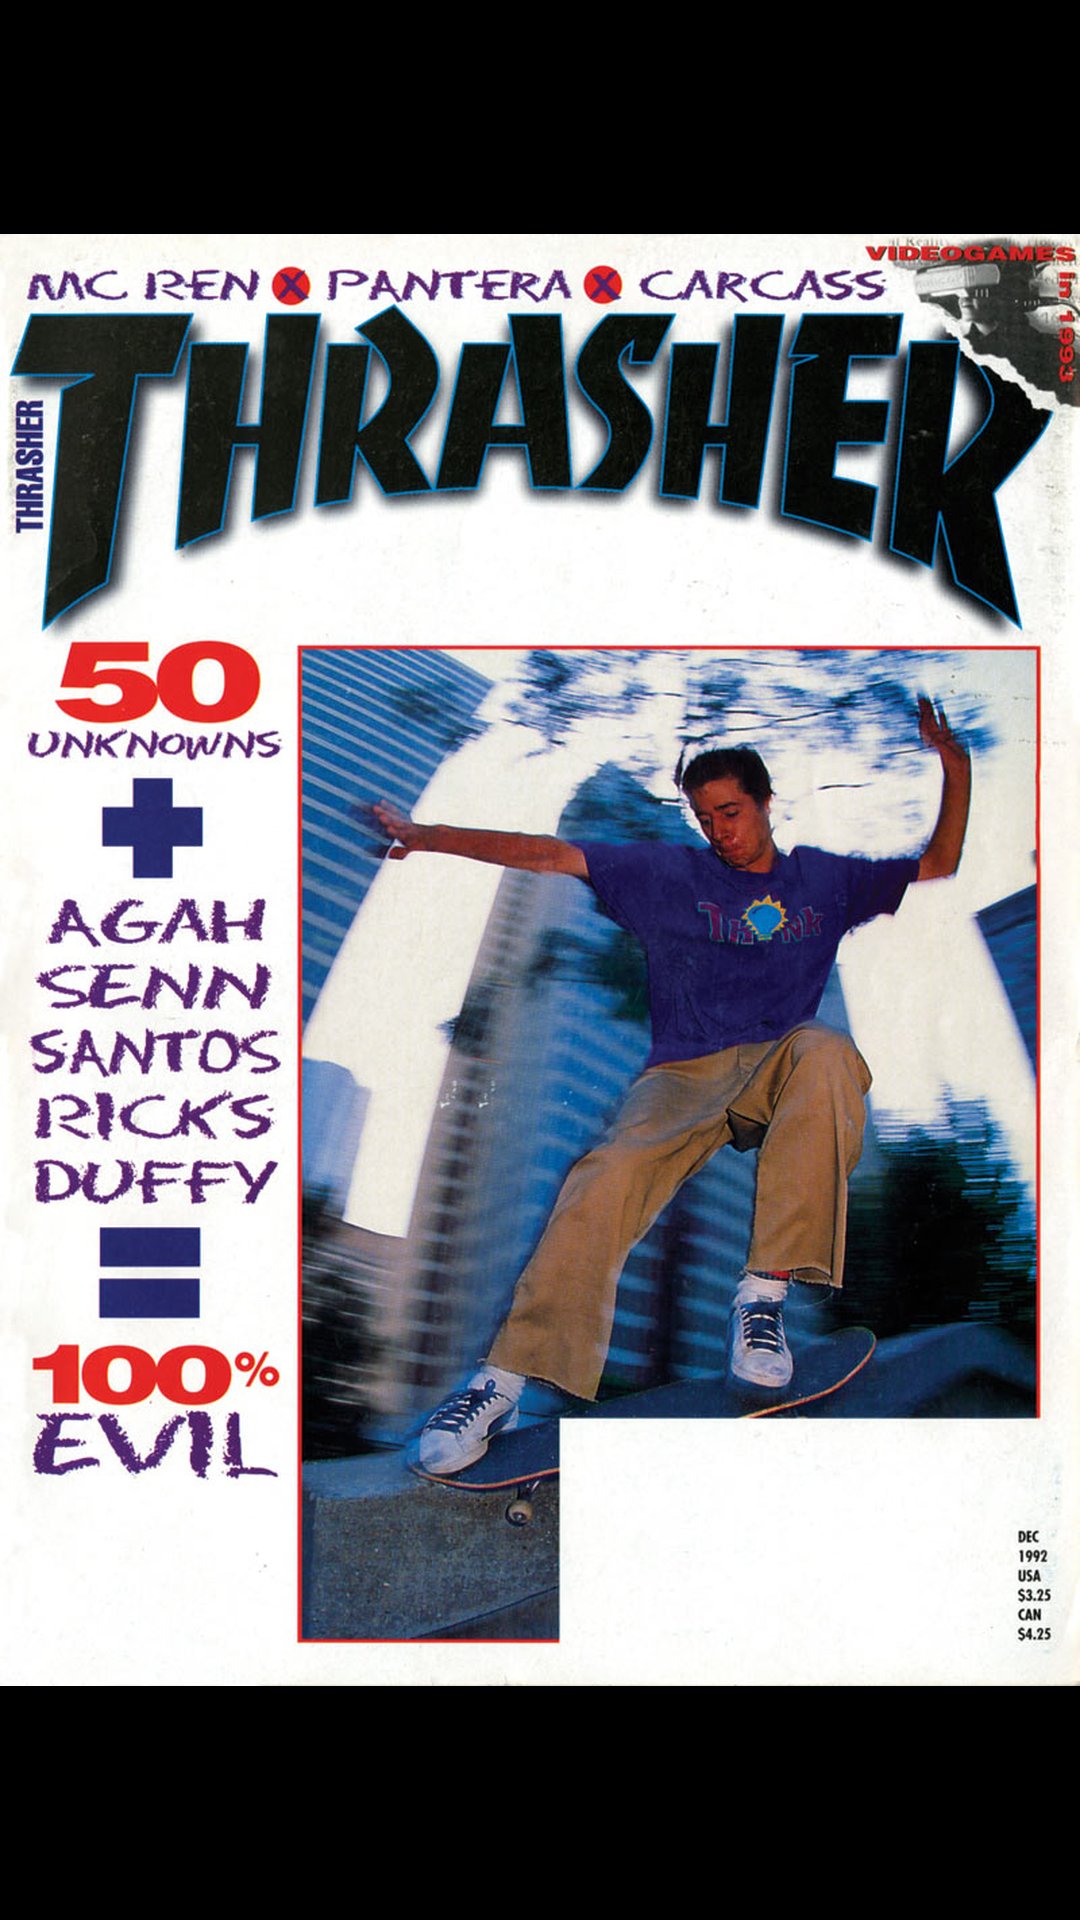 VIDEOGAMES
in 1993
MC REN X PANTERA X CARCASS
THRASHER
THRASHER
50
UNKNOWNS
+
AGAH
SENN
SANTOS
RICKS
DUFFY
=
100%
EVIL
Think
DEC
1992
USA
$3.25
CAN
$4.25